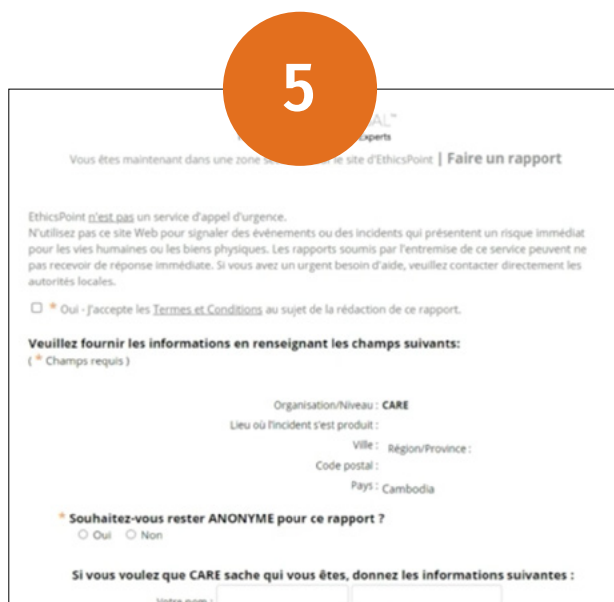 5
AL™
Experts
Vous êtes maintenant dans une zone le site d'EthicsPoint | Faire un rapport
EthicsPoint n'est pas un service d'appel d'urgence.
N'utilisez pas ce site Web pour signaler des événements ou des incidents qui présentent un risque immédiat
pour les vies humaines ou les biens physiques. Les rapports soumis par l'entremise de ce service peuvent ne
pas recevoir de réponse immédiate. Si vous avez un urgent besoin d'aide, veuillez contacter directement les
autorités locales.
* Oui - J'accepte les Termes et Conditions au sujet de la rédaction de ce rapport.
Veuillez fournir les informations en renseignant les champs suivants:
( * Champs requis )
Organisation/Niveau : CARE
Lieu où l'incident s'est produit :
Ville : Région/Province :
Code postal :
Pays : Cambodia
* Souhaitez-vous rester ANONYME pour ce rapport ?
Oui Non
Si vous voulez que CARE sache qui vous êtes, donnez les informations suivantes :
Votre nom :